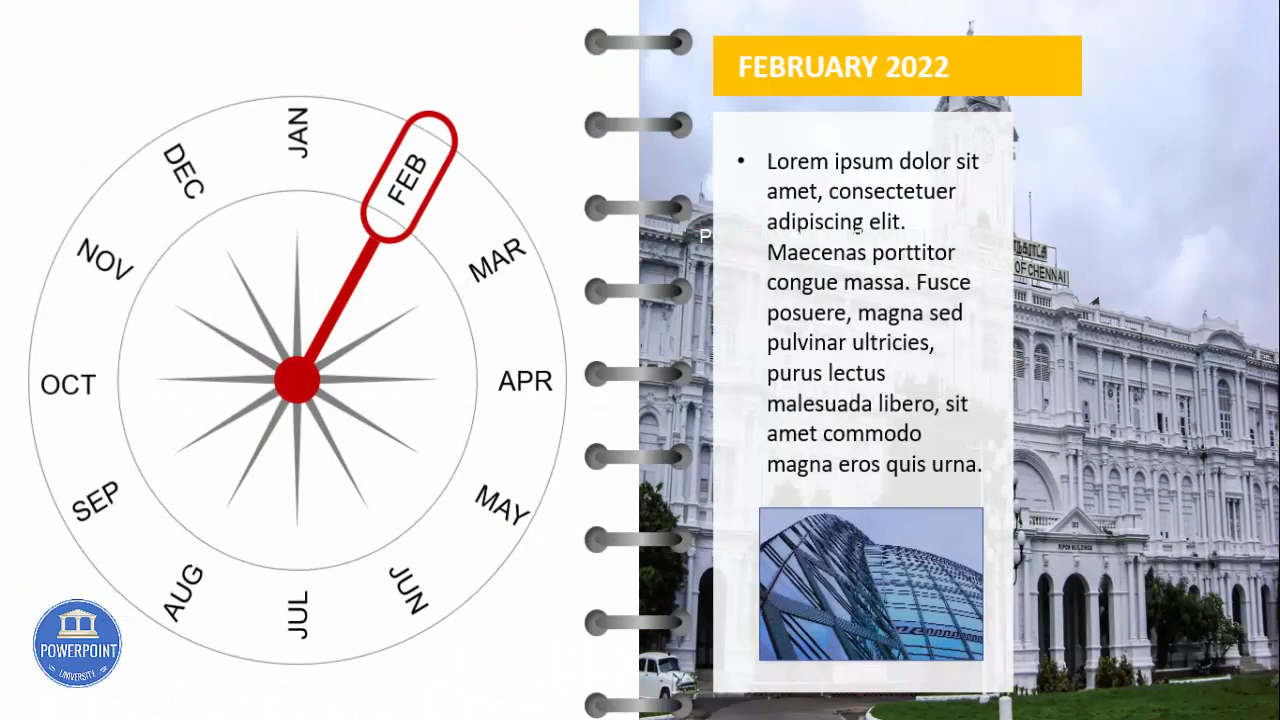 JAN
FEB
MAR
APR
MAY
JUN
JUL
AUG
SEP
OCT
NOV
DEC
POWERPOINT
UNIVERSITY
FEBRUARY 2022
• Lorem ipsum dolor sit
amet, consectetuer
adipiscing elit.
Maecenas porttitor
congue massa. Fusce
posuere, magna sed
pulvinar ultricies,
purus lectus
malesuada libero, sit
amet commodo
magna eros quis urna.
OF CHENNAI
RIPON BUILDINGS